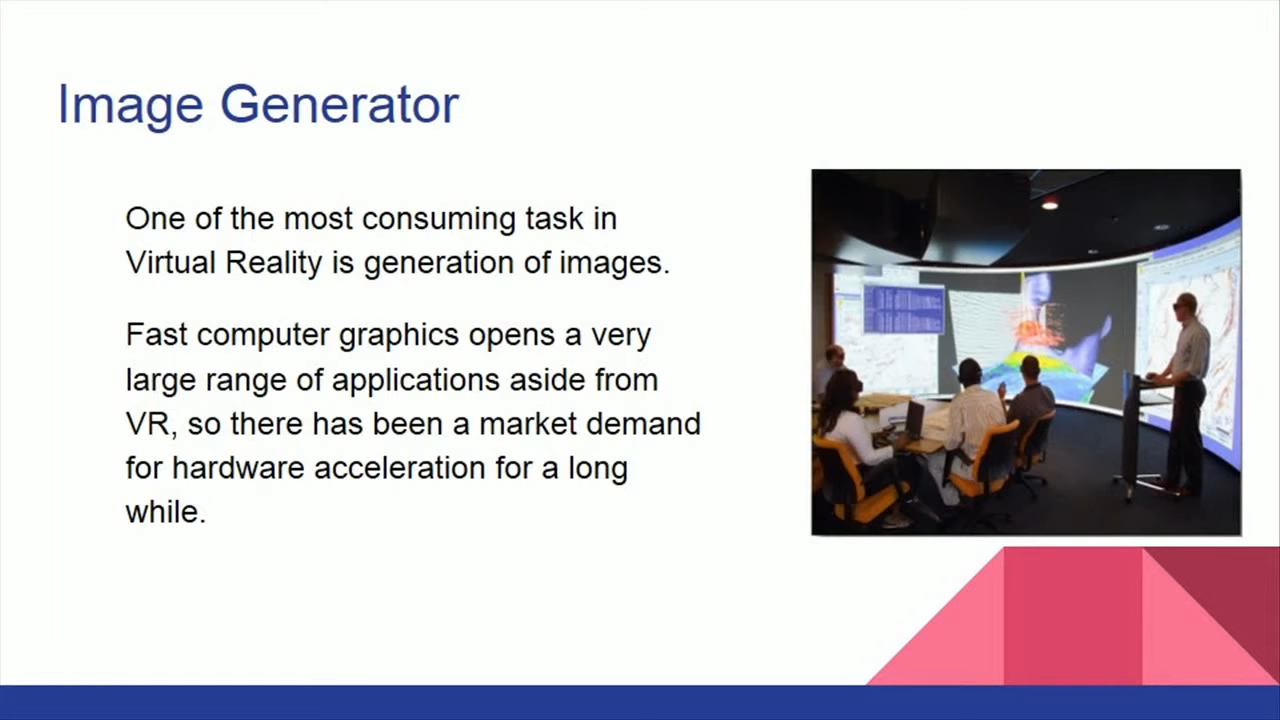 Image Generator
One of the most consuming task in
Virtual Reality is generation of images.
Fast computer graphics opens a very
large range of applications aside from
VR, so there has been a market demand
for hardware acceleration for a long
while.